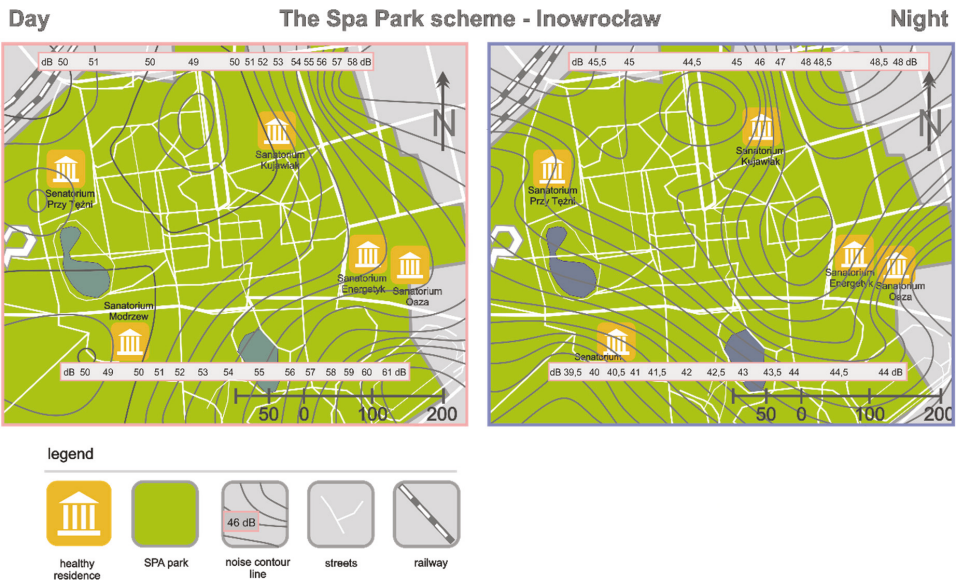 Day
The Spa Park scheme - Inowrocław
Night
dB 50 51 50 49 50 51 52 53 54 55 56 57 58 dB
N
Sanatorium
Kujawiak
Senatorium
Przy Tężni
Sanatorium
Energetyk
Sanatorium
Oaza
Sanatorium
Modrzew
dB 50 49 50 51 52 53 54 55 56 57 58 59 60 61 dB
50 0 100 200
dB 45,5 45 44,5 45 46 47 48 48,5 48,5 48 dB
N
Sanatorium
Kujawiak
Sanatorium
Przy Tężni
Sanatorium
Energetyk
Sanatorium
Oaza
Senatorium
dB 39,5 40 40,5 41 41,5 42 42,5 43 43,5 44 44,5 44 dB
50 0 100 200
legend
46 dB
healthy
residence
SPA park
noise contour
line
streets
railway